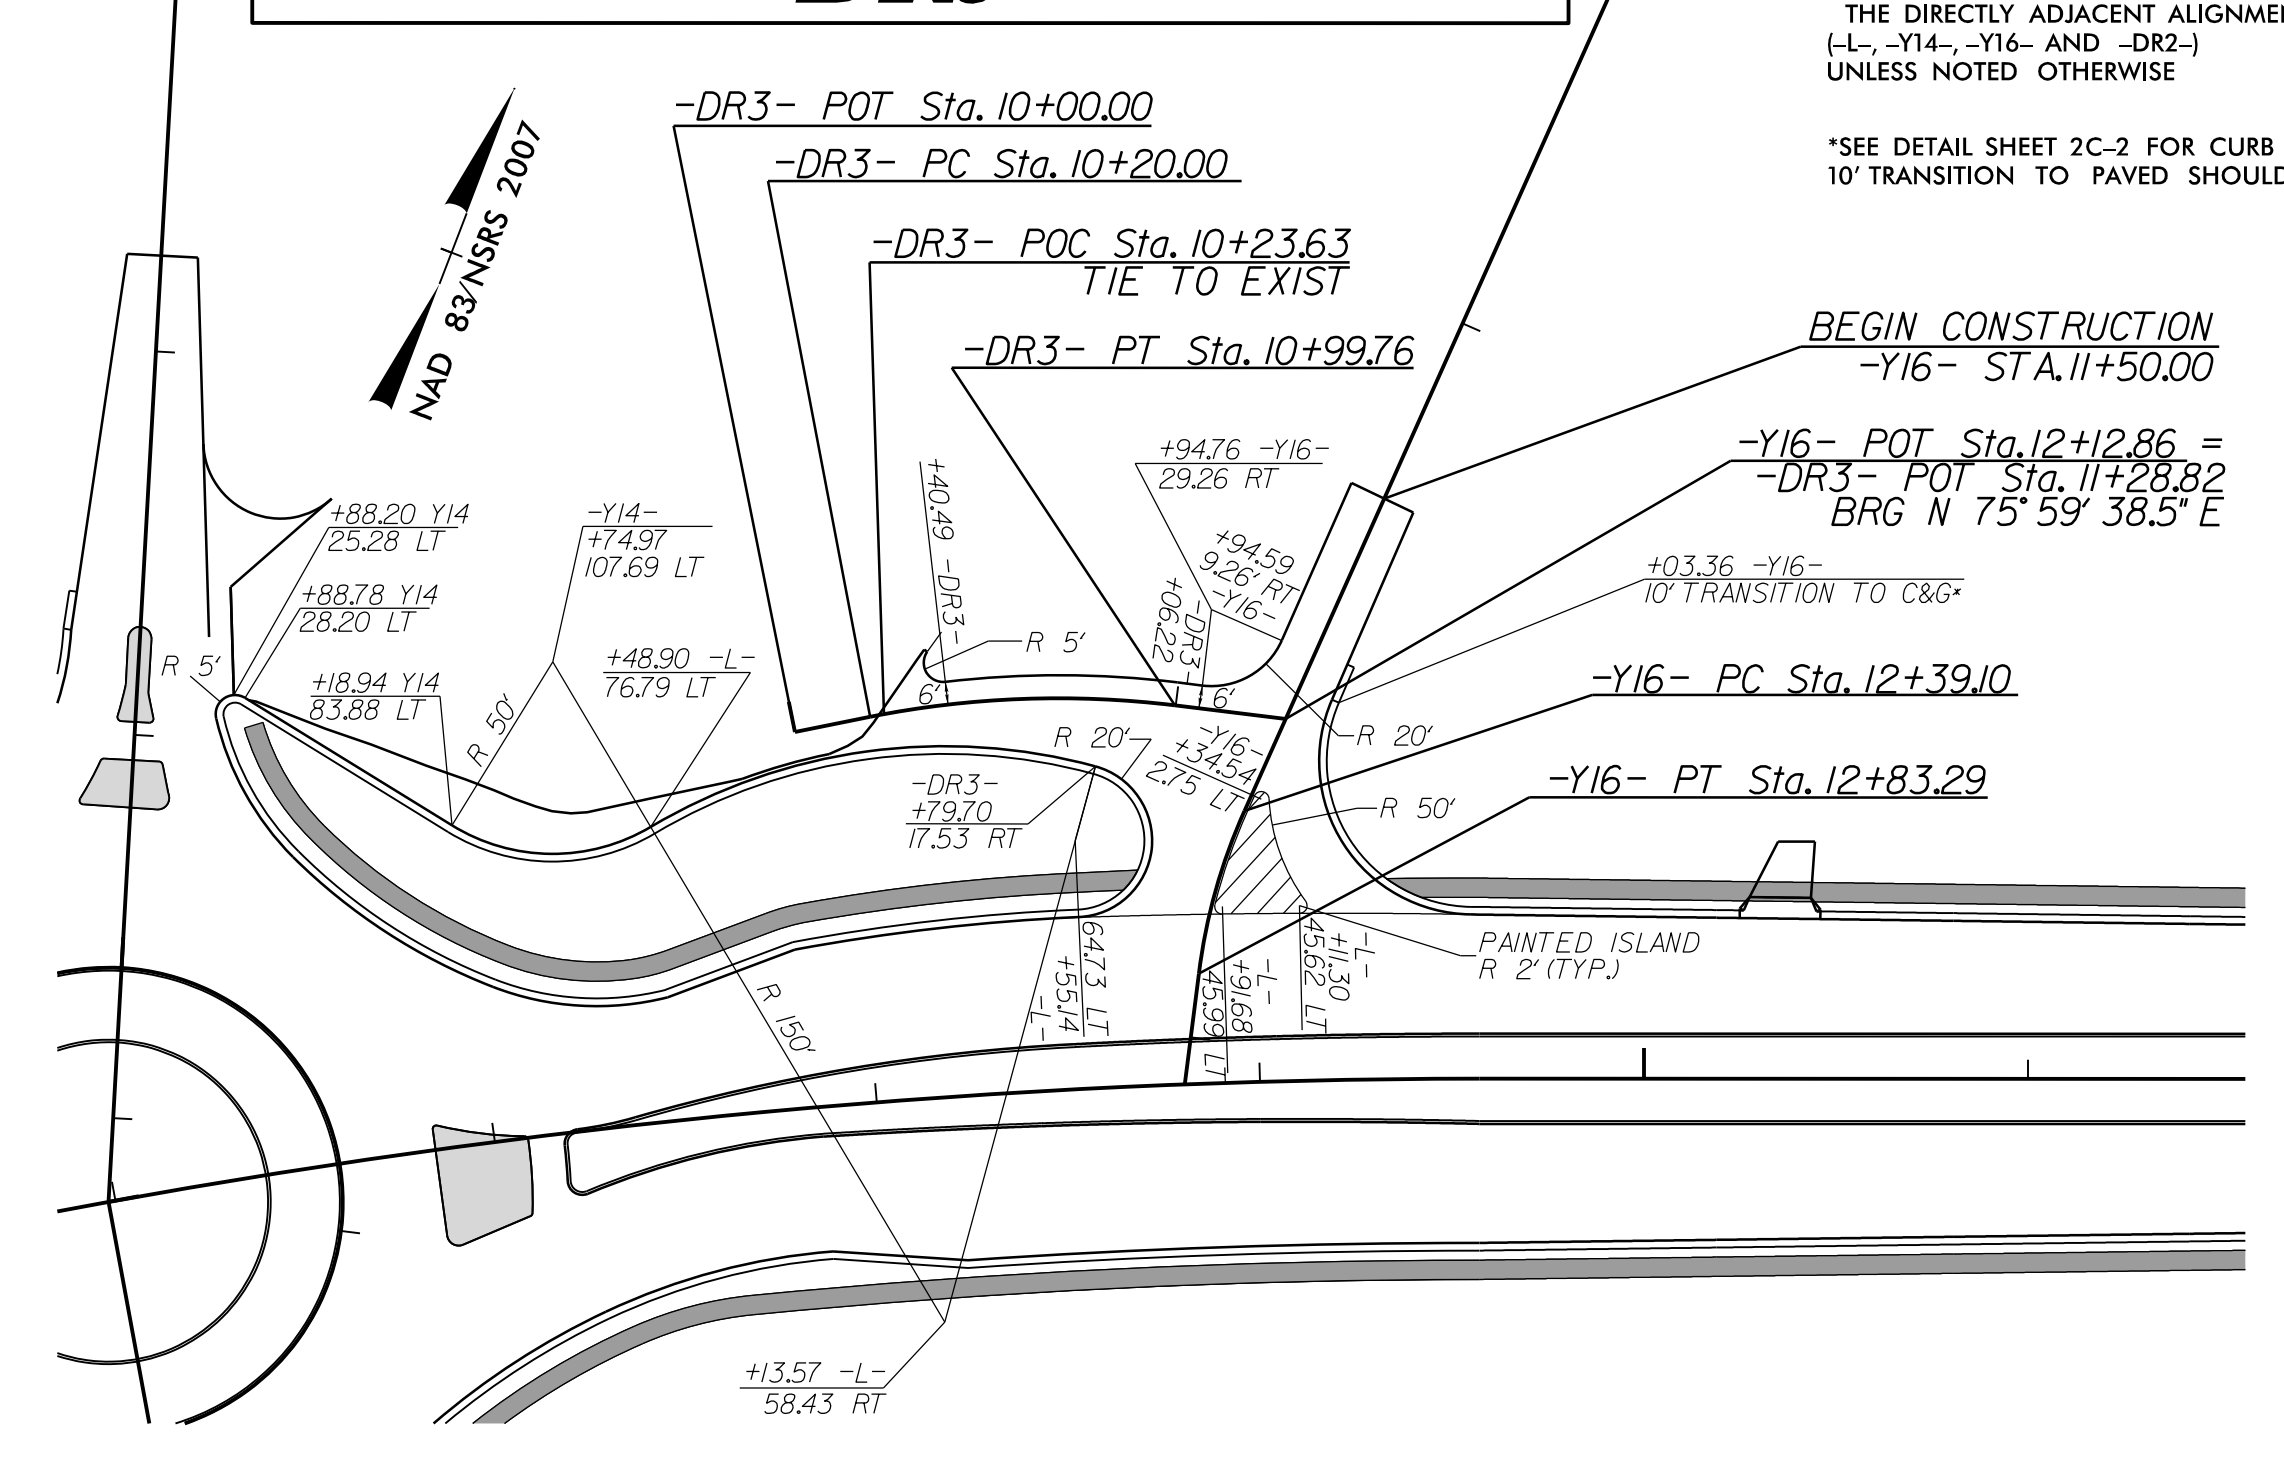 THE DIRECTLY ADJACENT
(-L-, -Y14-, -Y16- AND -DR2-)
UNLESS NOTED OTHERWISE
*SEE DETAIL SHEET 2C-2 FOR CURB
10' TRANSITION TO PAVED
NAD 83/NSRS 2007
-DR3- POT Sta. 10+00.00
-DR3- PC Sta. 10+20.00
-DR3- POC Sta. 10+23.63
TIE TO EXIST
-DR3- PT Sta. 10+99.76
BEGIN CONSTRUCTION
-Y16- STA. 11+50.00
-Y16- POT Sta. 12+12.86 =
-DR3- POT Sta. 11+28.82
BRG N 75° 59' 38.5" E
+03.36 -Y16-
10' TRANSITION TO C&G*
-Y16- PC Sta. 12+39.10
-Y16- PT Sta. 12+83.29
+88.20 Y14
25.28 LT
+88.78 Y14
28.20 LT
R 5'
+18.94 Y14
83.88 LT
-Y14-
+74.97
107.69 LT
R 50'
+48.90 -L-
76.79 LT
+40.49 -DR3-
6'
R 5'
+94.76 -Y16-
29.26 RT
+94.59
9.26' RT
-Y16-
-DR3-
+06.22
6'
R 20'
R 20'
-Y16-
+34.54
2.75 LT
R 50'
-DR3-
+79.70
17.53 RT
64.73 LT
+55.14
-L-
-L-
+91.68
45.99 LT
-L-
+11.30
45.62 LT
PAINTED ISLAND
R 2' (TYP.)
R 150'
+13.57 -L-
58.43 RT